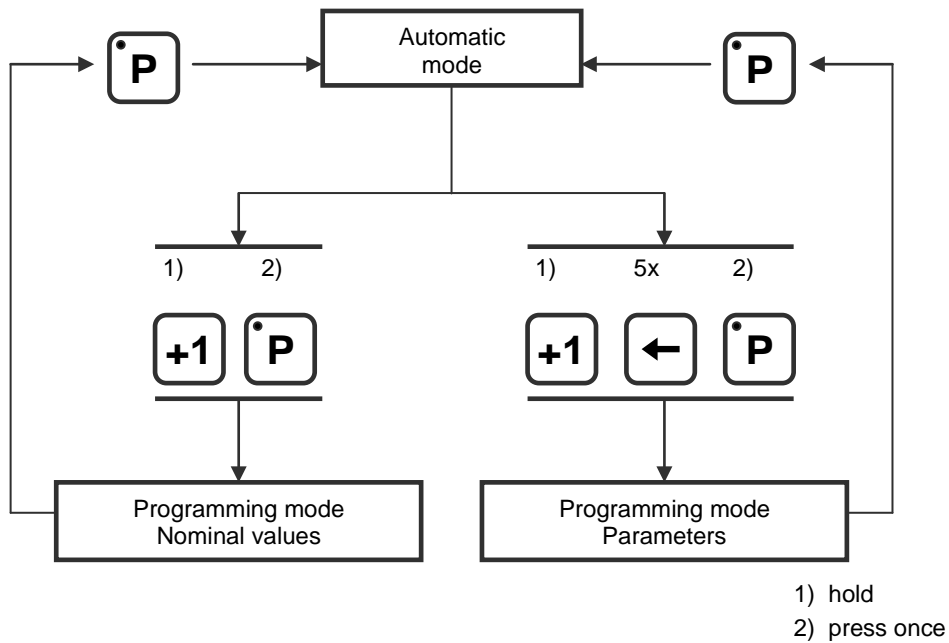 P
Automatic
mode
P
1) 2)
1) 5x 2)
+1 P
+1 P
Programming mode
Nominal values
Programming mode
Parameters
1) hold
2) press once